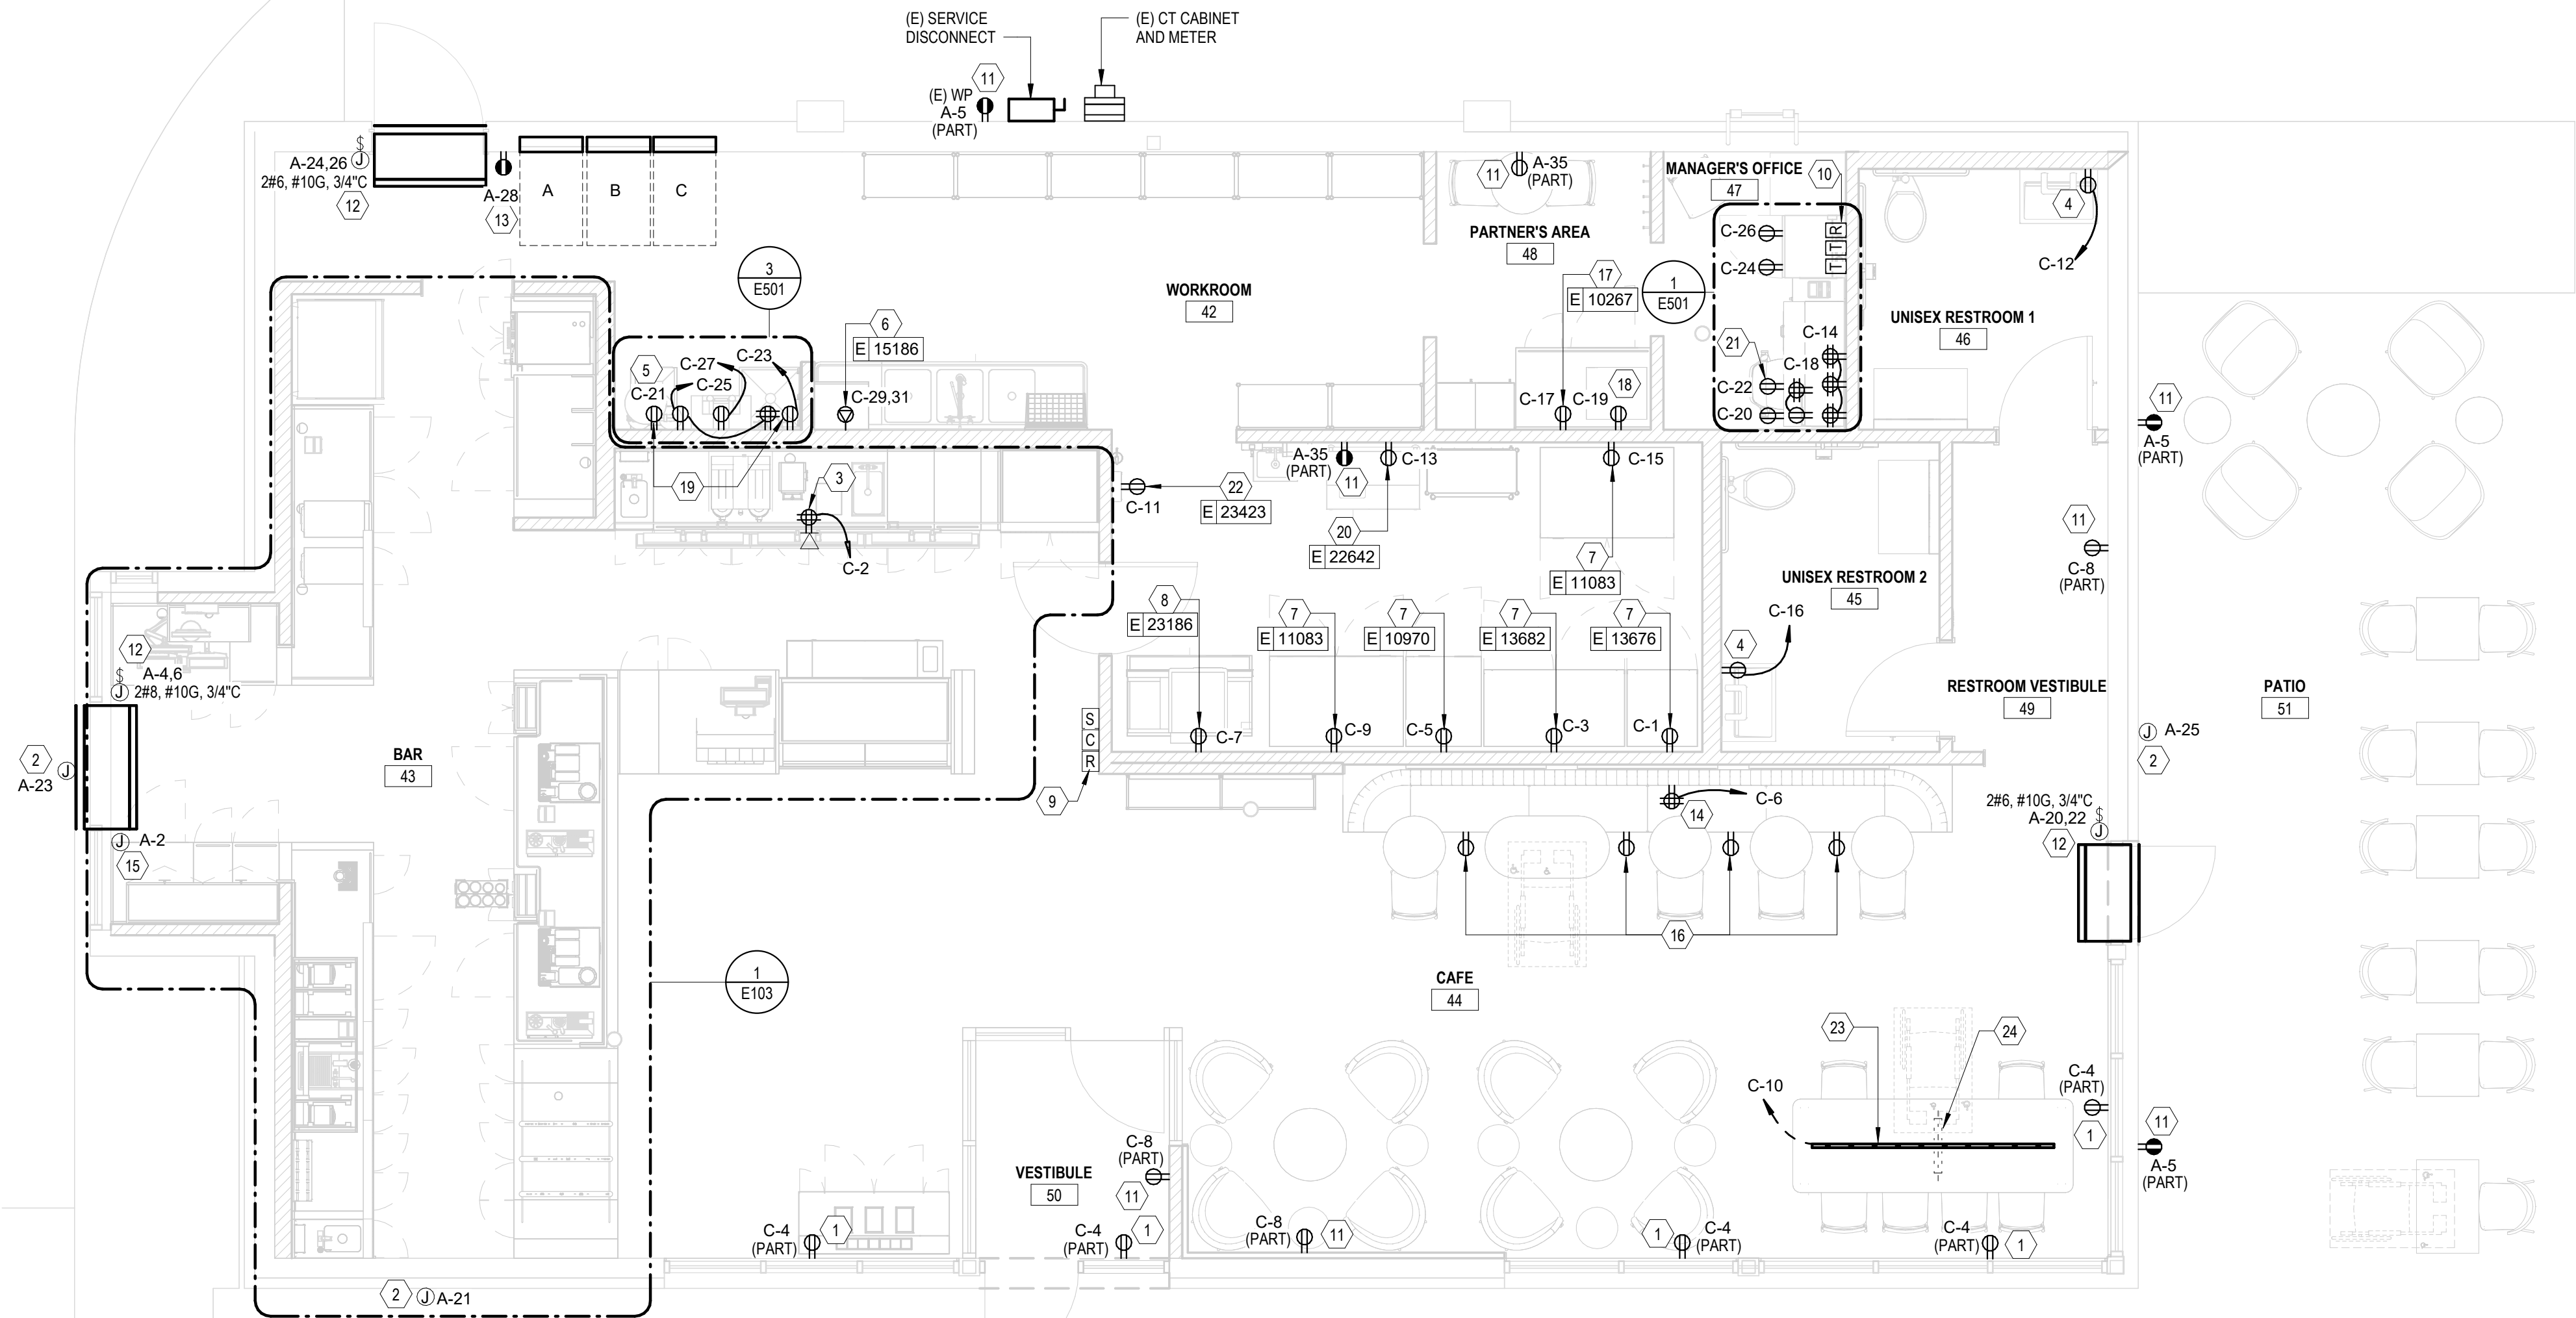 (E) SERVICE
DISCONNECT
(E) CT CABINET
AND METER
11
(E) WP
A-5
(PART)
$
A-24,26 J
2#6, #10G, 3/4"C
12
A-28
13
A
B
C
11
A-35
(PART)
MANAGER'S OFFICE
47
10
4
C-12
PARTNER'S AREA
48
C-26
R
T
C-24
T
3
E501
WORKROOM
42
17
E 10267
1
E501
6
E 15186
UNISEX RESTROOM 1
46
C-14
21
C-18
C-27
C-23
5
C-25
C-21
C-29,31
C-17
C-19
18
C-22
C-20
11
A-5
(PART)
A-35
(PART)
11
C-13
C-15
19
3
22
E 23423
C-11
20
E 22642
C-2
7
E 11083
11
C-8
(PART)
UNISEX RESTROOM 2
45
8
E 23186
7
E 11083
7
E 10970
7
E 13682
7
E 13676
C-16
4
12
$
A-4,6
J 2#8, #10G, 3/4"C
RESTROOM VESTIBULE
49
PATIO
51
S
C
R
C-7
C-9
C-5
C-3
C-1
J A-25
2
BAR
43
2
J
A-23
9
C-6
14
2#6, #10G, 3/4"C
A-20,22 $
J
12
J A-2
15
16
1
E103
CAFE
44
23
24
C-10
C-4
(PART)
1
11
A-5
(PART)
C-8
(PART)
11
VESTIBULE
50
C-4
(PART)
1
C-4
(PART)
1
C-8
(PART)
11
1
C-4
(PART)
C-4
(PART)
1
2
J A-21